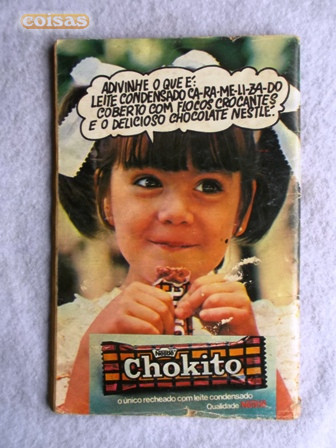 coisas
ADIVINHE O QUE É?
LEITE CONDENSADO CA-RA-ME-LI-ZA-DO
COBERTO COM FLOCOS CROCANTES
E O DELICIOSO CHOCOLATE NESTLÉ.
Nestlé
Chokito
o único recheado com leite condensado
Qualidade